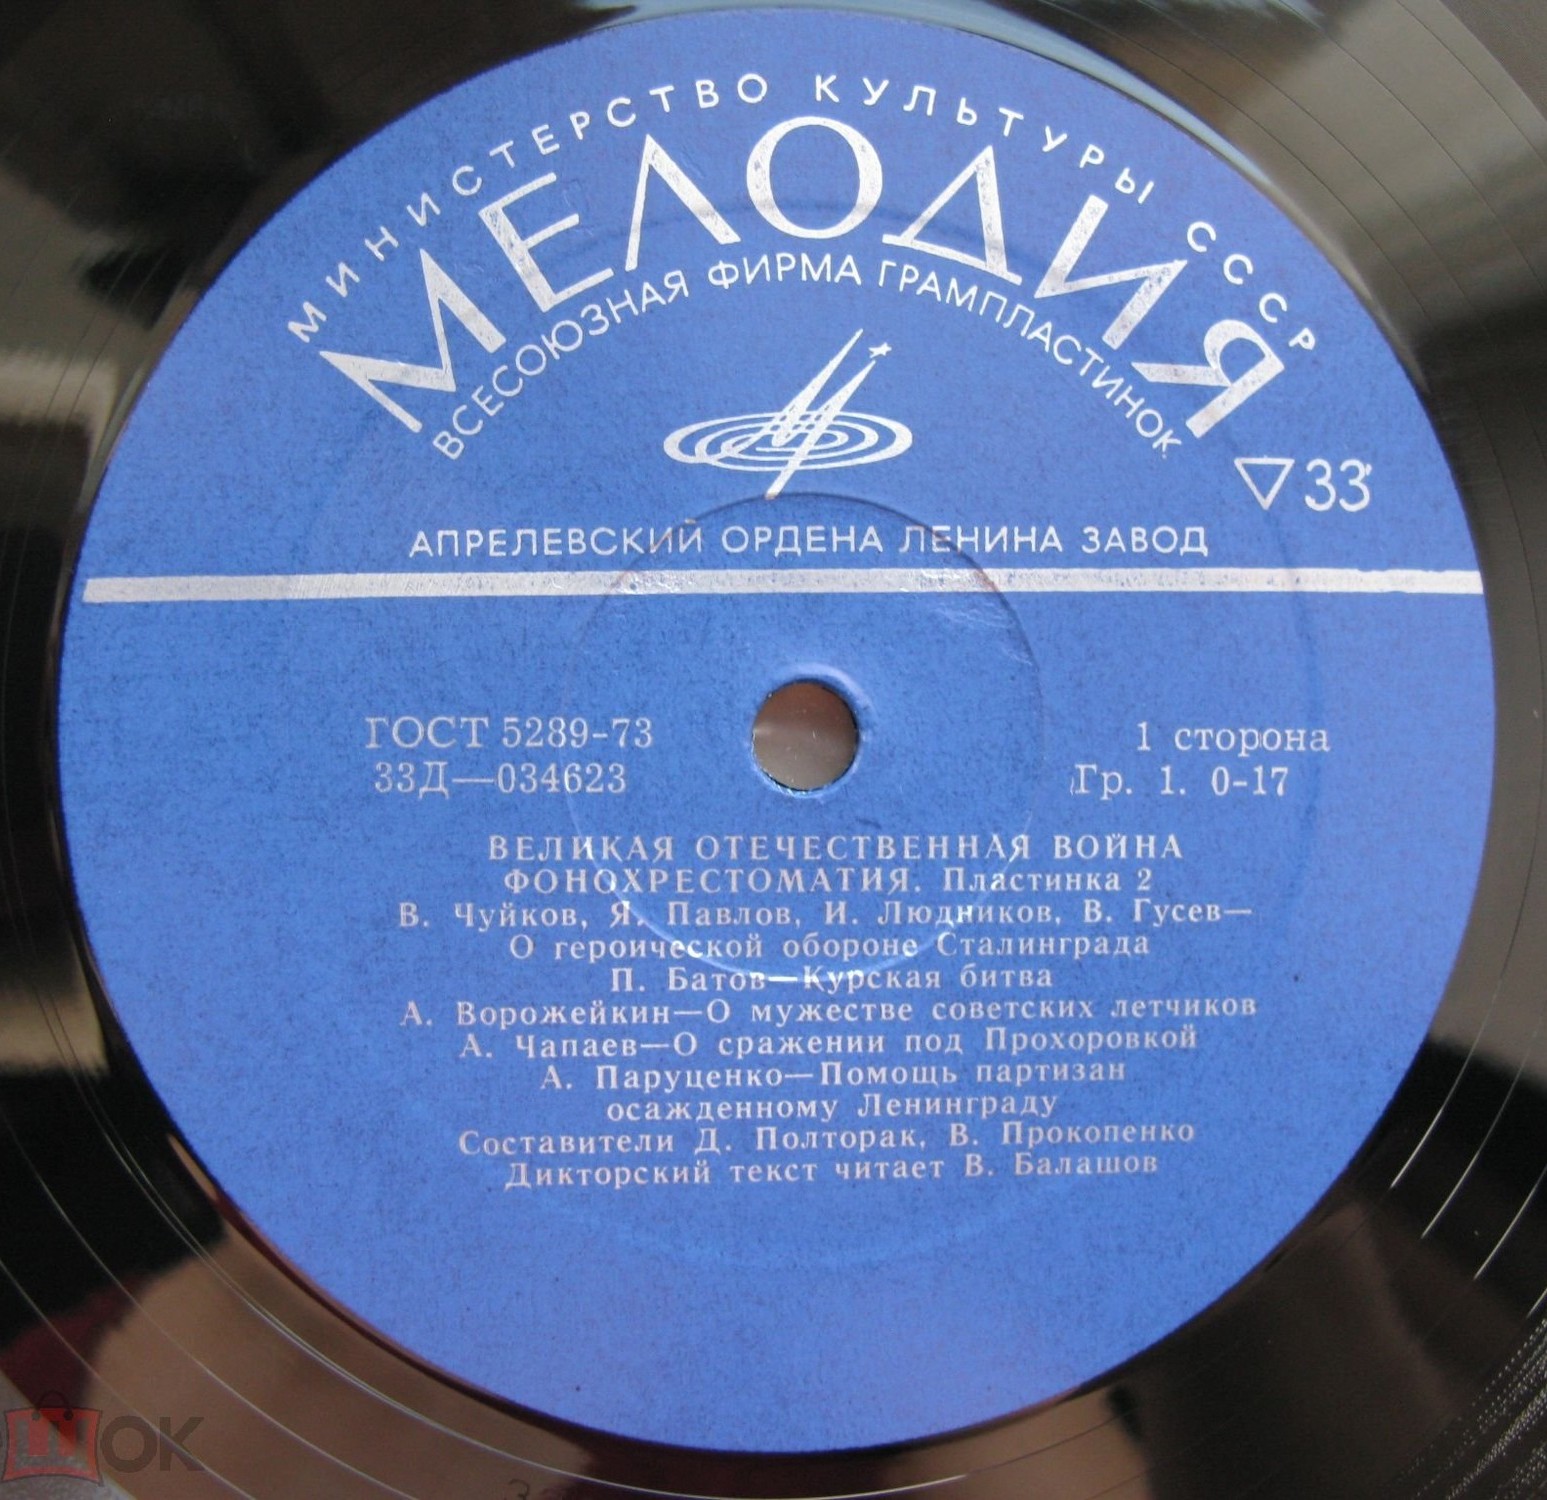 МИНИСТЕРСТВО КУЛЬТУРЫ СССР
МЕЛОДИЯ
ВСЕСОЮЗНАЯ ФИРМА ГРАМПЛАСТИНОК
33
АПРЕЛЕВСКИЙ ОРДЕНА ЛЕНИНА ЗАВОД
ГОСТ 5289-73
1 сторона
33Д—034623
Гр. 1. 0-17
ВЕЛИКАЯ ОТЕЧЕСТВЕННАЯ ВОЙНА
ФОНОХРЕСТОМАТИЯ. Пластинка 2
В. Чуйков, Я. Павлов, И. Людников, В. Гусев—
О героической обороне Сталинграда
П. Батов—Курская битва
А. Ворожейкин—О мужестве советских летчиков
А. Чапаев—О сражении под Прохоровкой
А. Паруценко—Помощь партизан
осажденному Ленинграду
Составители Д. Полторак, В. Прокопенко
Дикторский текст читает В. Балашов
ШОК